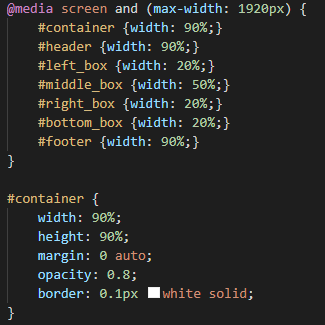 @media screen and (max-width: 1920px) {
    #container {width: 90%;}
    #header {width: 90%;}
    #left_box {width: 20%;}
    #middle_box {width: 50%;}
    #right_box {width: 20%;}
    #bottom_box {width: 20%;}
    #footer {width: 90%;}
}

#container {
    width: 90%;
    height: 90%;
    margin: 0 auto;
    opacity: 0.8;
    border: 0.1px white solid;
}